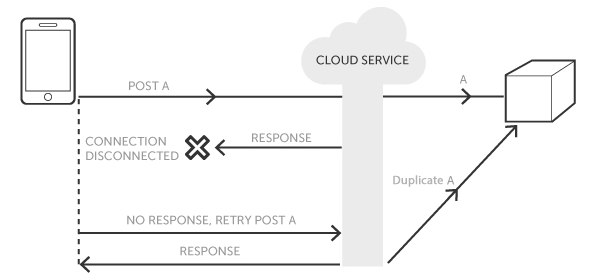 CLOUD SERVICE
POST A
A
CONNECTION
DISCONNECTED
RESPONSE
Duplicate A
NO RESPONSE, RETRY POST A
RESPONSE